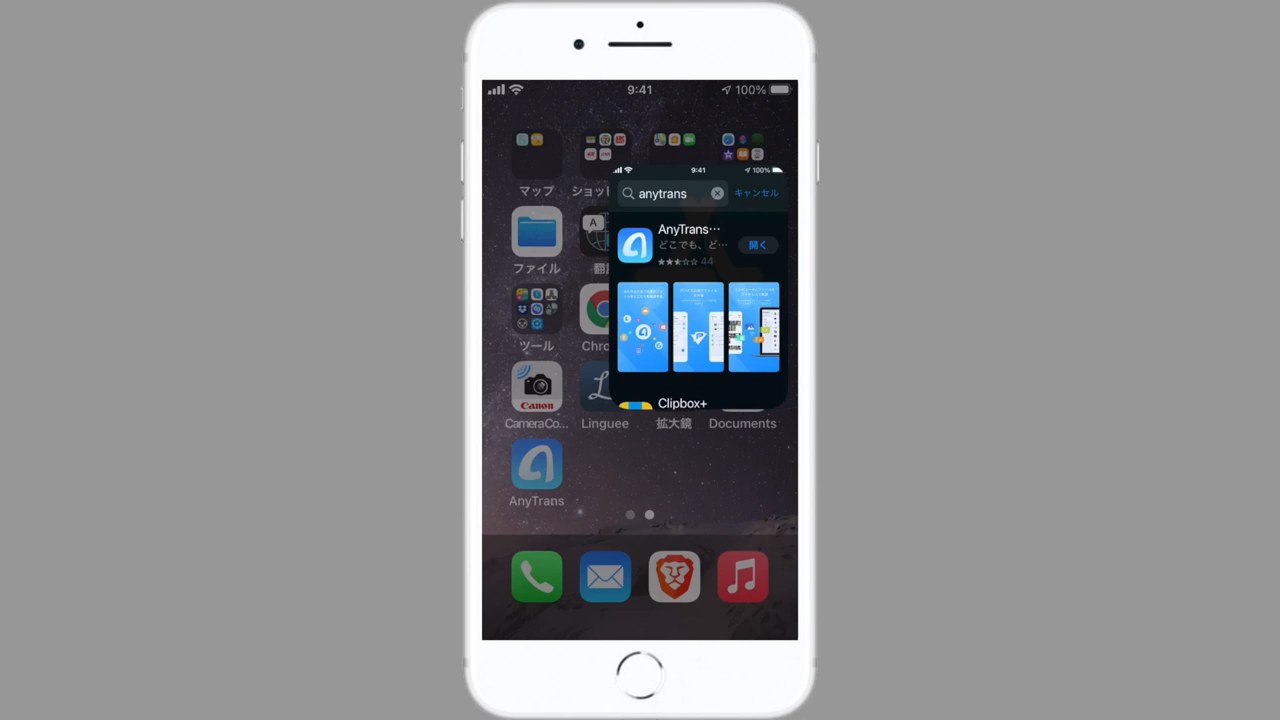 9:41
100%
マップ
ショッ
9:41
100%
anytrans
キャンセル
ファイル
AnyTrans…
どこでも、ど…
44
開く
A
ツール
Chro
Canon
Clipbox+
CameraCo...
Linguee
拡大鏡
Documents
AnyTrans